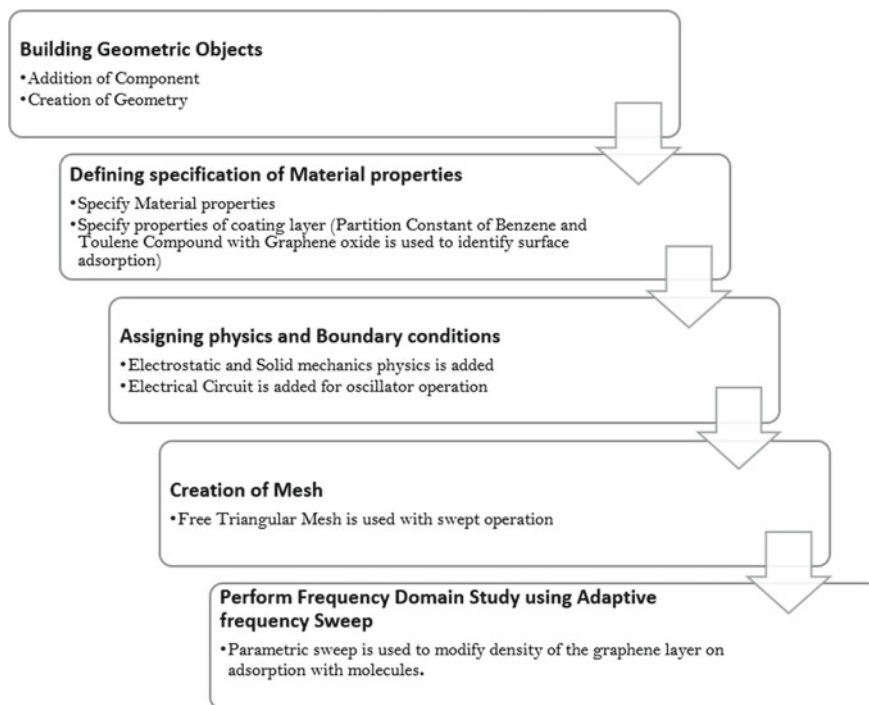 Building Geometric Objects
•Addition of Component
•Creation of Geometry
Defining specification of Material properties
•Specify Material properties
•Specify properties of coating layer (Partition Constant of Benzene and
Toulene Compound with Graphene oxide is used to identify surface
adsorption)
Assigning physics and Boundary conditions
•Electrostatic and Solid mechanics physics is added
•Electrical Circuit is added for oscillator operation
Creation of Mesh
•Free Triangular Mesh is used with swept operation
Perform Frequency Domain Study using Adaptive
frequency Sweep
•Parametric sweep is used to modify density of the graphene layer on
adsorption with molecules.